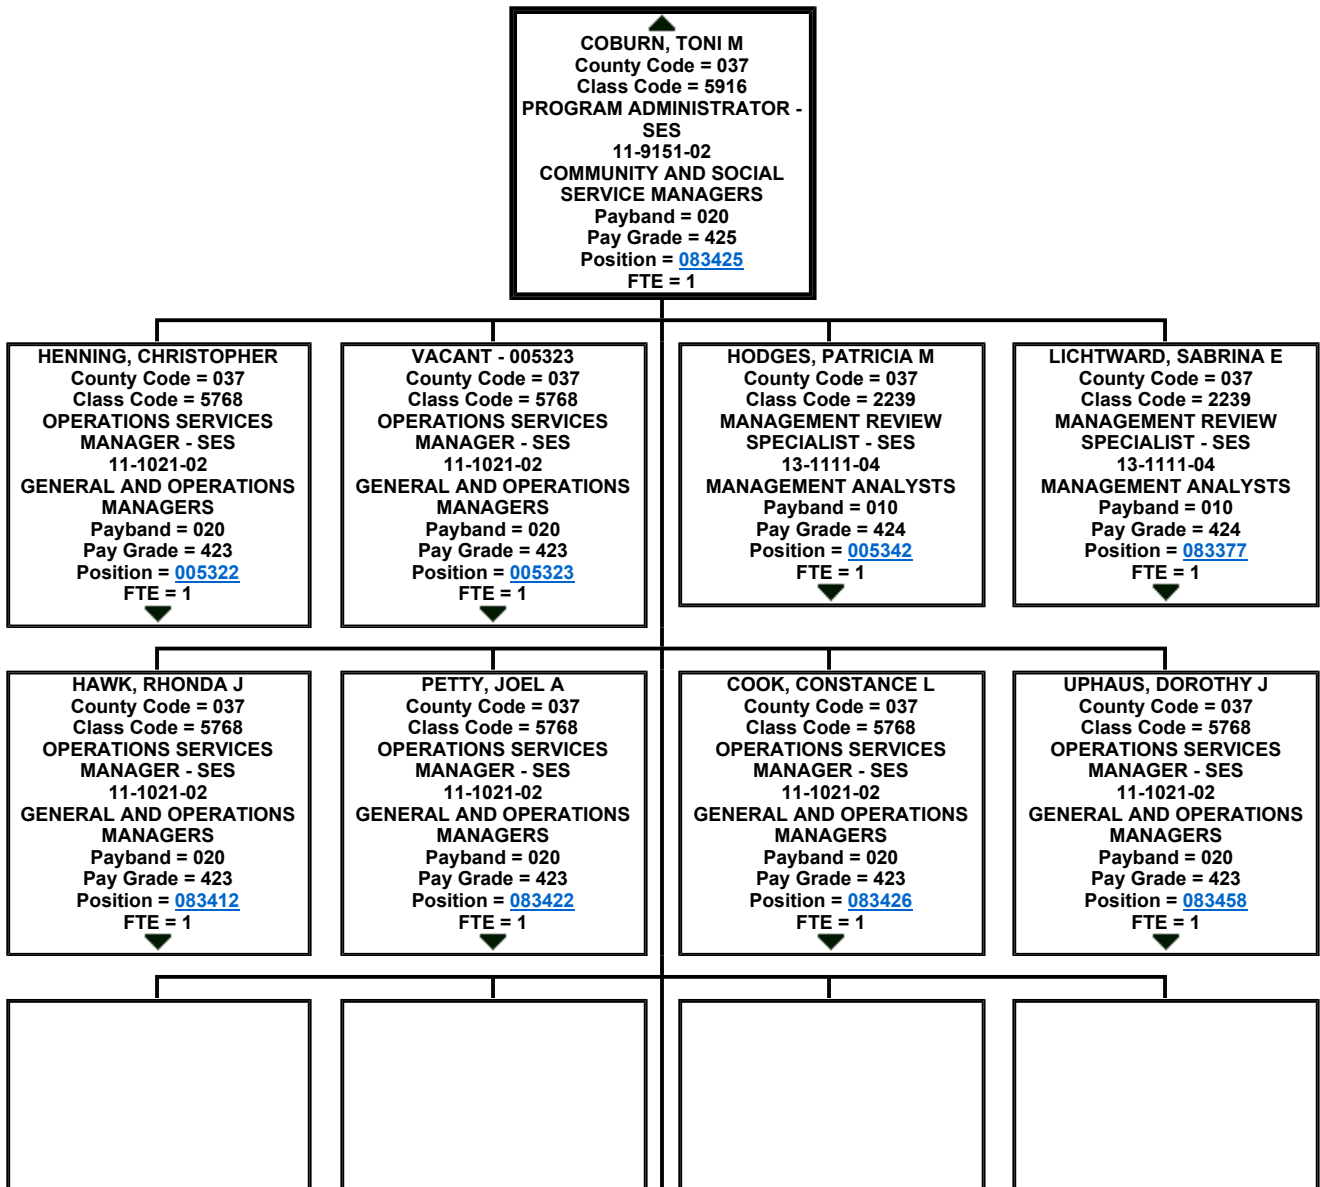 COBURN, TONI M
County Code = 037
Class Code = 5916
PROGRAM ADMINISTRATOR -
SES
11-9151-02
COMMUNITY AND SOCIAL
SERVICE MANAGERS
Payband = 020
Pay Grade = 425
Position = 083425
FTE = 1
HENNING, CHRISTOPHER
County Code = 037
Class Code = 5768
OPERATIONS SERVICES
MANAGER - SES
11-1021-02
GENERAL AND OPERATIONS
MANAGERS
Payband = 020
Pay Grade = 423
Position = 005322
FTE = 1
VACANT - 005323
County Code = 037
Class Code = 5768
OPERATIONS SERVICES
MANAGER - SES
11-1021-02
GENERAL AND OPERATIONS
MANAGERS
Payband = 020
Pay Grade = 423
Position = 005323
FTE = 1
HODGES, PATRICIA M
County Code = 037
Class Code = 2239
MANAGEMENT REVIEW
SPECIALIST - SES
13-1111-04
MANAGEMENT ANALYSTS
Payband = 010
Pay Grade = 424
Position = 005342
FTE = 1
LICHTWARD, SABRINA E
County Code = 037
Class Code = 2239
MANAGEMENT REVIEW
SPECIALIST - SES
13-1111-04
MANAGEMENT ANALYSTS
Payband = 010
Pay Grade = 424
Position = 083377
FTE = 1
HAWK, RHONDA J
County Code = 037
Class Code = 5768
OPERATIONS SERVICES
MANAGER - SES
11-1021-02
GENERAL AND OPERATIONS
MANAGERS
Payband = 020
Pay Grade = 423
Position = 083412
FTE = 1
PETTY, JOEL A
County Code = 037
Class Code = 5768
OPERATIONS SERVICES
MANAGER - SES
11-1021-02
GENERAL AND OPERATIONS
MANAGERS
Payband = 020
Pay Grade = 423
Position = 083422
FTE = 1
COOK, CONSTANCE L
County Code = 037
Class Code = 5768
OPERATIONS SERVICES
MANAGER - SES
11-1021-02
GENERAL AND OPERATIONS
MANAGERS
Payband = 020
Pay Grade = 423
Position = 083426
FTE = 1
UPHAUS, DOROTHY J
County Code = 037
Class Code = 5768
OPERATIONS SERVICES
MANAGER - SES
11-1021-02
GENERAL AND OPERATIONS
MANAGERS
Payband = 020
Pay Grade = 423
Position = 083458
FTE = 1